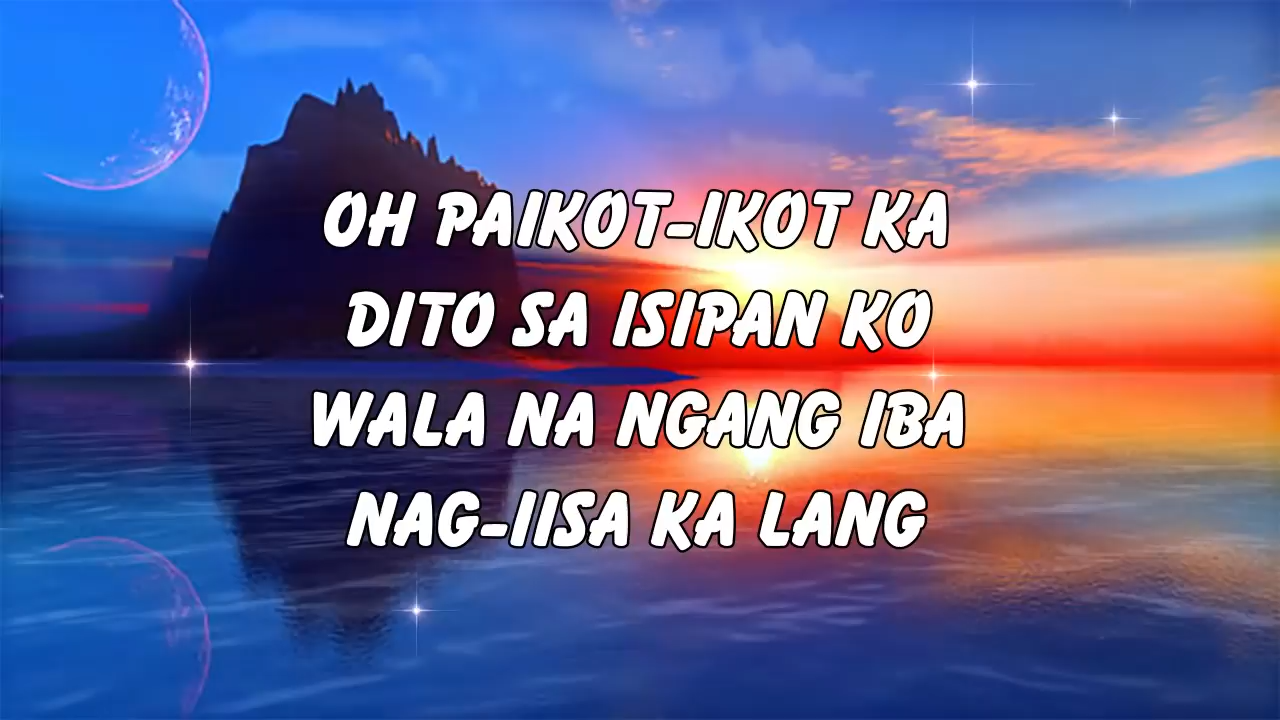 OH PAIKOT-IKOT KA
DITO SA ISIPAN KO
WALA NA NGANG IBA
NAG-IISA KA LANG